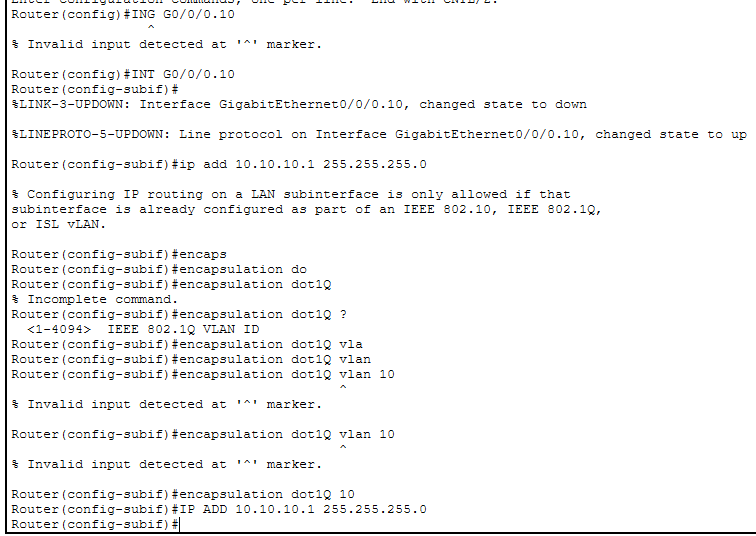 Router(config)#ING G0/0/0.10
^
% Invalid input detected at '^' marker.
Router(config)#INT G0/0/0.10
Router(config-subif)#
%LINK-3-UPDOWN: Interface GigabitEthernet0/0/0.10, changed state to down
%LINEPROTO-5-UPDOWN: Line protocol on Interface GigabitEthernet0/0/0.10, changed state to up
Router(config-subif)#ip add 10.10.10.1 255.255.255.0
% Configuring IP routing on a LAN subinterface is only allowed if that
subinterface is already configured as part of an IEEE 802.10, IEEE 802.1Q,
or ISL vLAN.
Router(config-subif)#encaps
Router(config-subif)#encapsulation do
Router(config-subif)#encapsulation dot1Q
% Incomplete command.
Router(config-subif)#encapsulation dot1Q ?
<1-4094>  IEEE 802.1Q VLAN ID
Router(config-subif)#encapsulation dot1Q vla
Router(config-subif)#encapsulation dot1Q vlan
Router(config-subif)#encapsulation dot1Q vlan 10
^
% Invalid input detected at '^' marker.
Router(config-subif)#encapsulation dot1Q vlan 10
^
% Invalid input detected at '^' marker.
Router(config-subif)#encapsulation dot1Q 10
Router(config-subif)#IP ADD 10.10.10.1 255.255.255.0
Router(config-subif)#